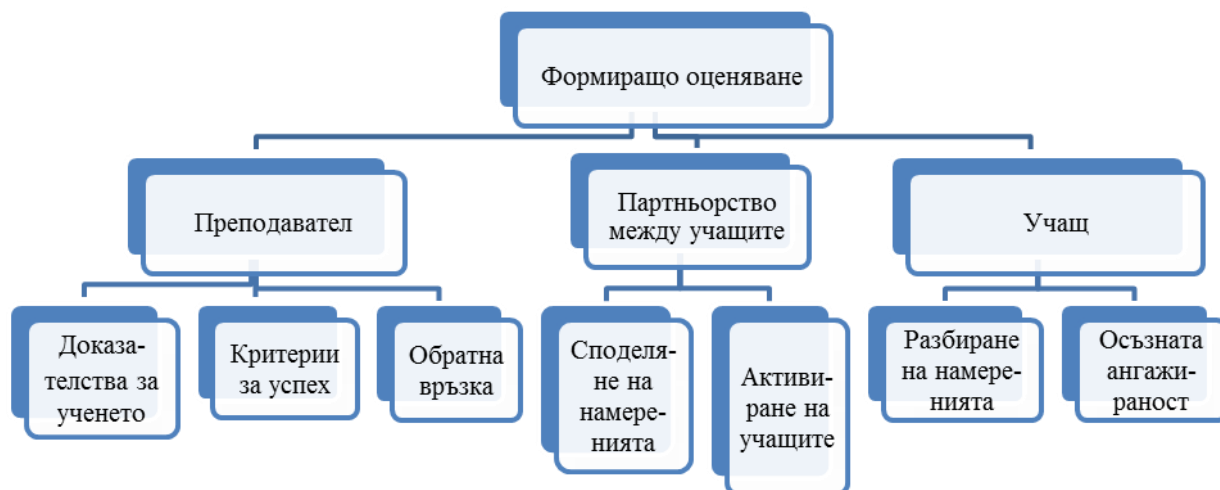 Формиращо оценяване
Преподавател
Партньорство
между учащите
Учащ
Доказа-
телства за
ученето
Критерии
за успех
Обратна
връзка
Споделя-
не на
намере-
нията
Активи-
ране на
учащите
Разбиране
на намере-
нията
Осъзната
ангажи-
раност